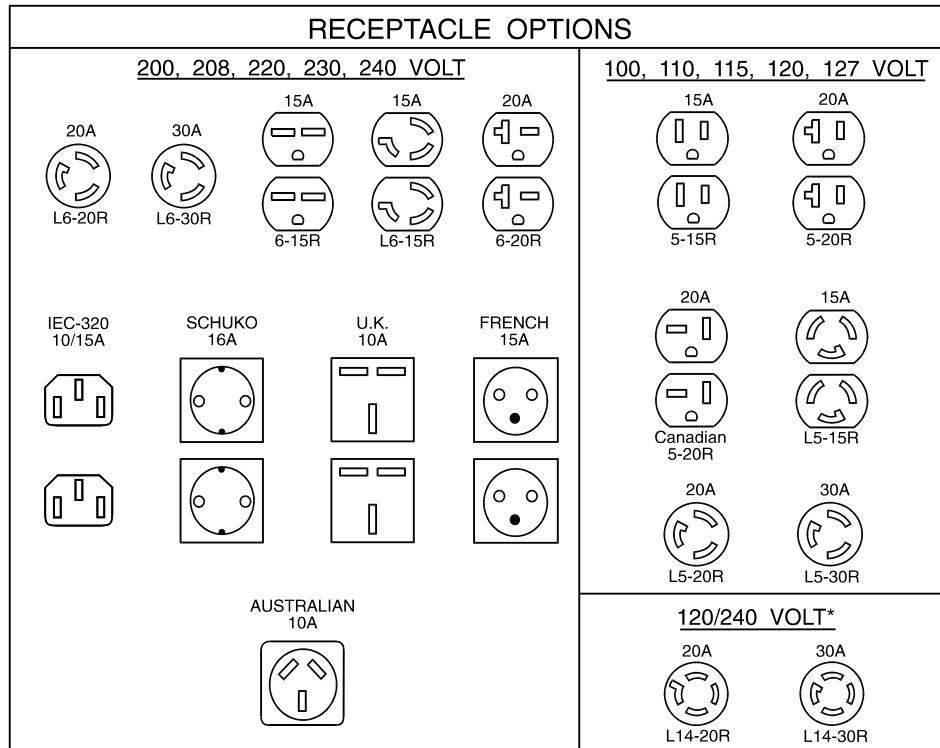 RECEPTACLE OPTIONS
200, 208, 220, 230, 240 VOLT
20A
L6-20R
30A
L6-30R
15A
6-15R
15A
L6-15R
20A
6-20R
IEC-320
10/15A
SCHUKO
16A
U.K.
10A
FRENCH
15A
AUSTRALIAN
10A
100, 110, 115, 120, 127 VOLT
15A
5-15R
20A
5-20R
20A
Canadian
5-20R
15A
L5-15R
20A
L5-20R
30A
L5-30R
120/240 VOLT*
20A
L14-20R
30A
L14-30R